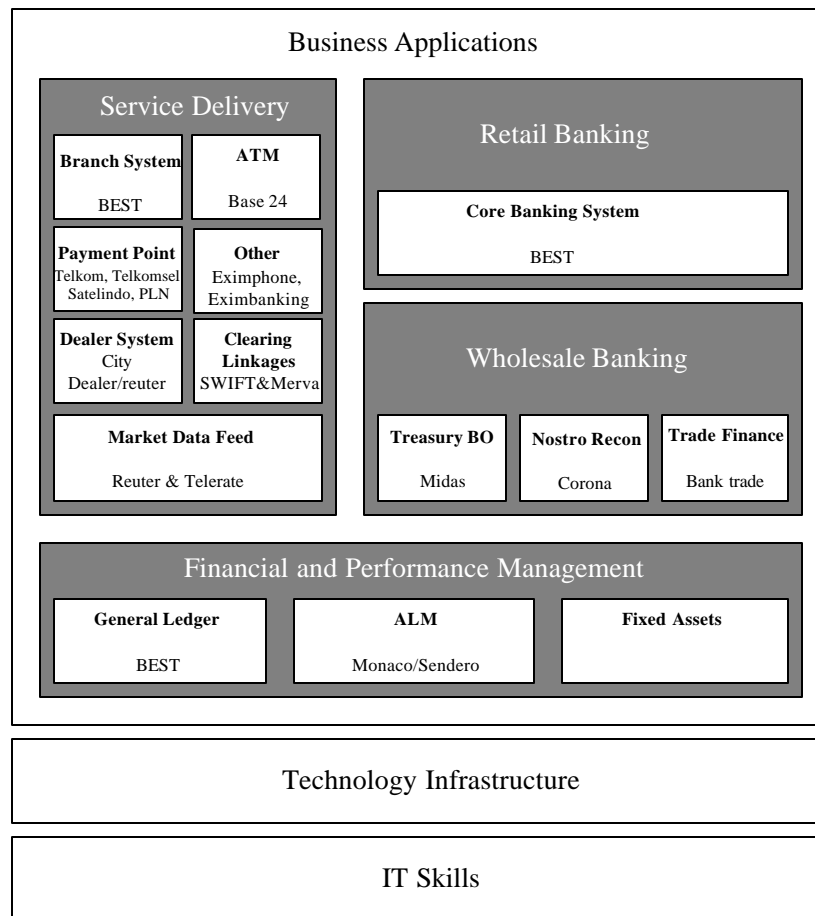 Business Applications
Service Delivery
Branch System
BEST
ATM
Base 24
Payment Point
Telkom, Telkomsel
Satelindo, PLN
Other
Eximphone,
Eximbanking
Dealer System
City
Dealer/reuter
Clearing
Linkages
SWIFT&Merva
Market Data Feed
Reuter & Telerate
Retail Banking
Core Banking System
BEST
Wholesale Banking
Treasury BO
Midas
Nostro Recon
Corona
Trade Finance
Bank trade
Financial and Performance Management
General Ledger
BEST
ALM
Monaco/Sendero
Fixed Assets
Technology Infrastructure
IT Skills